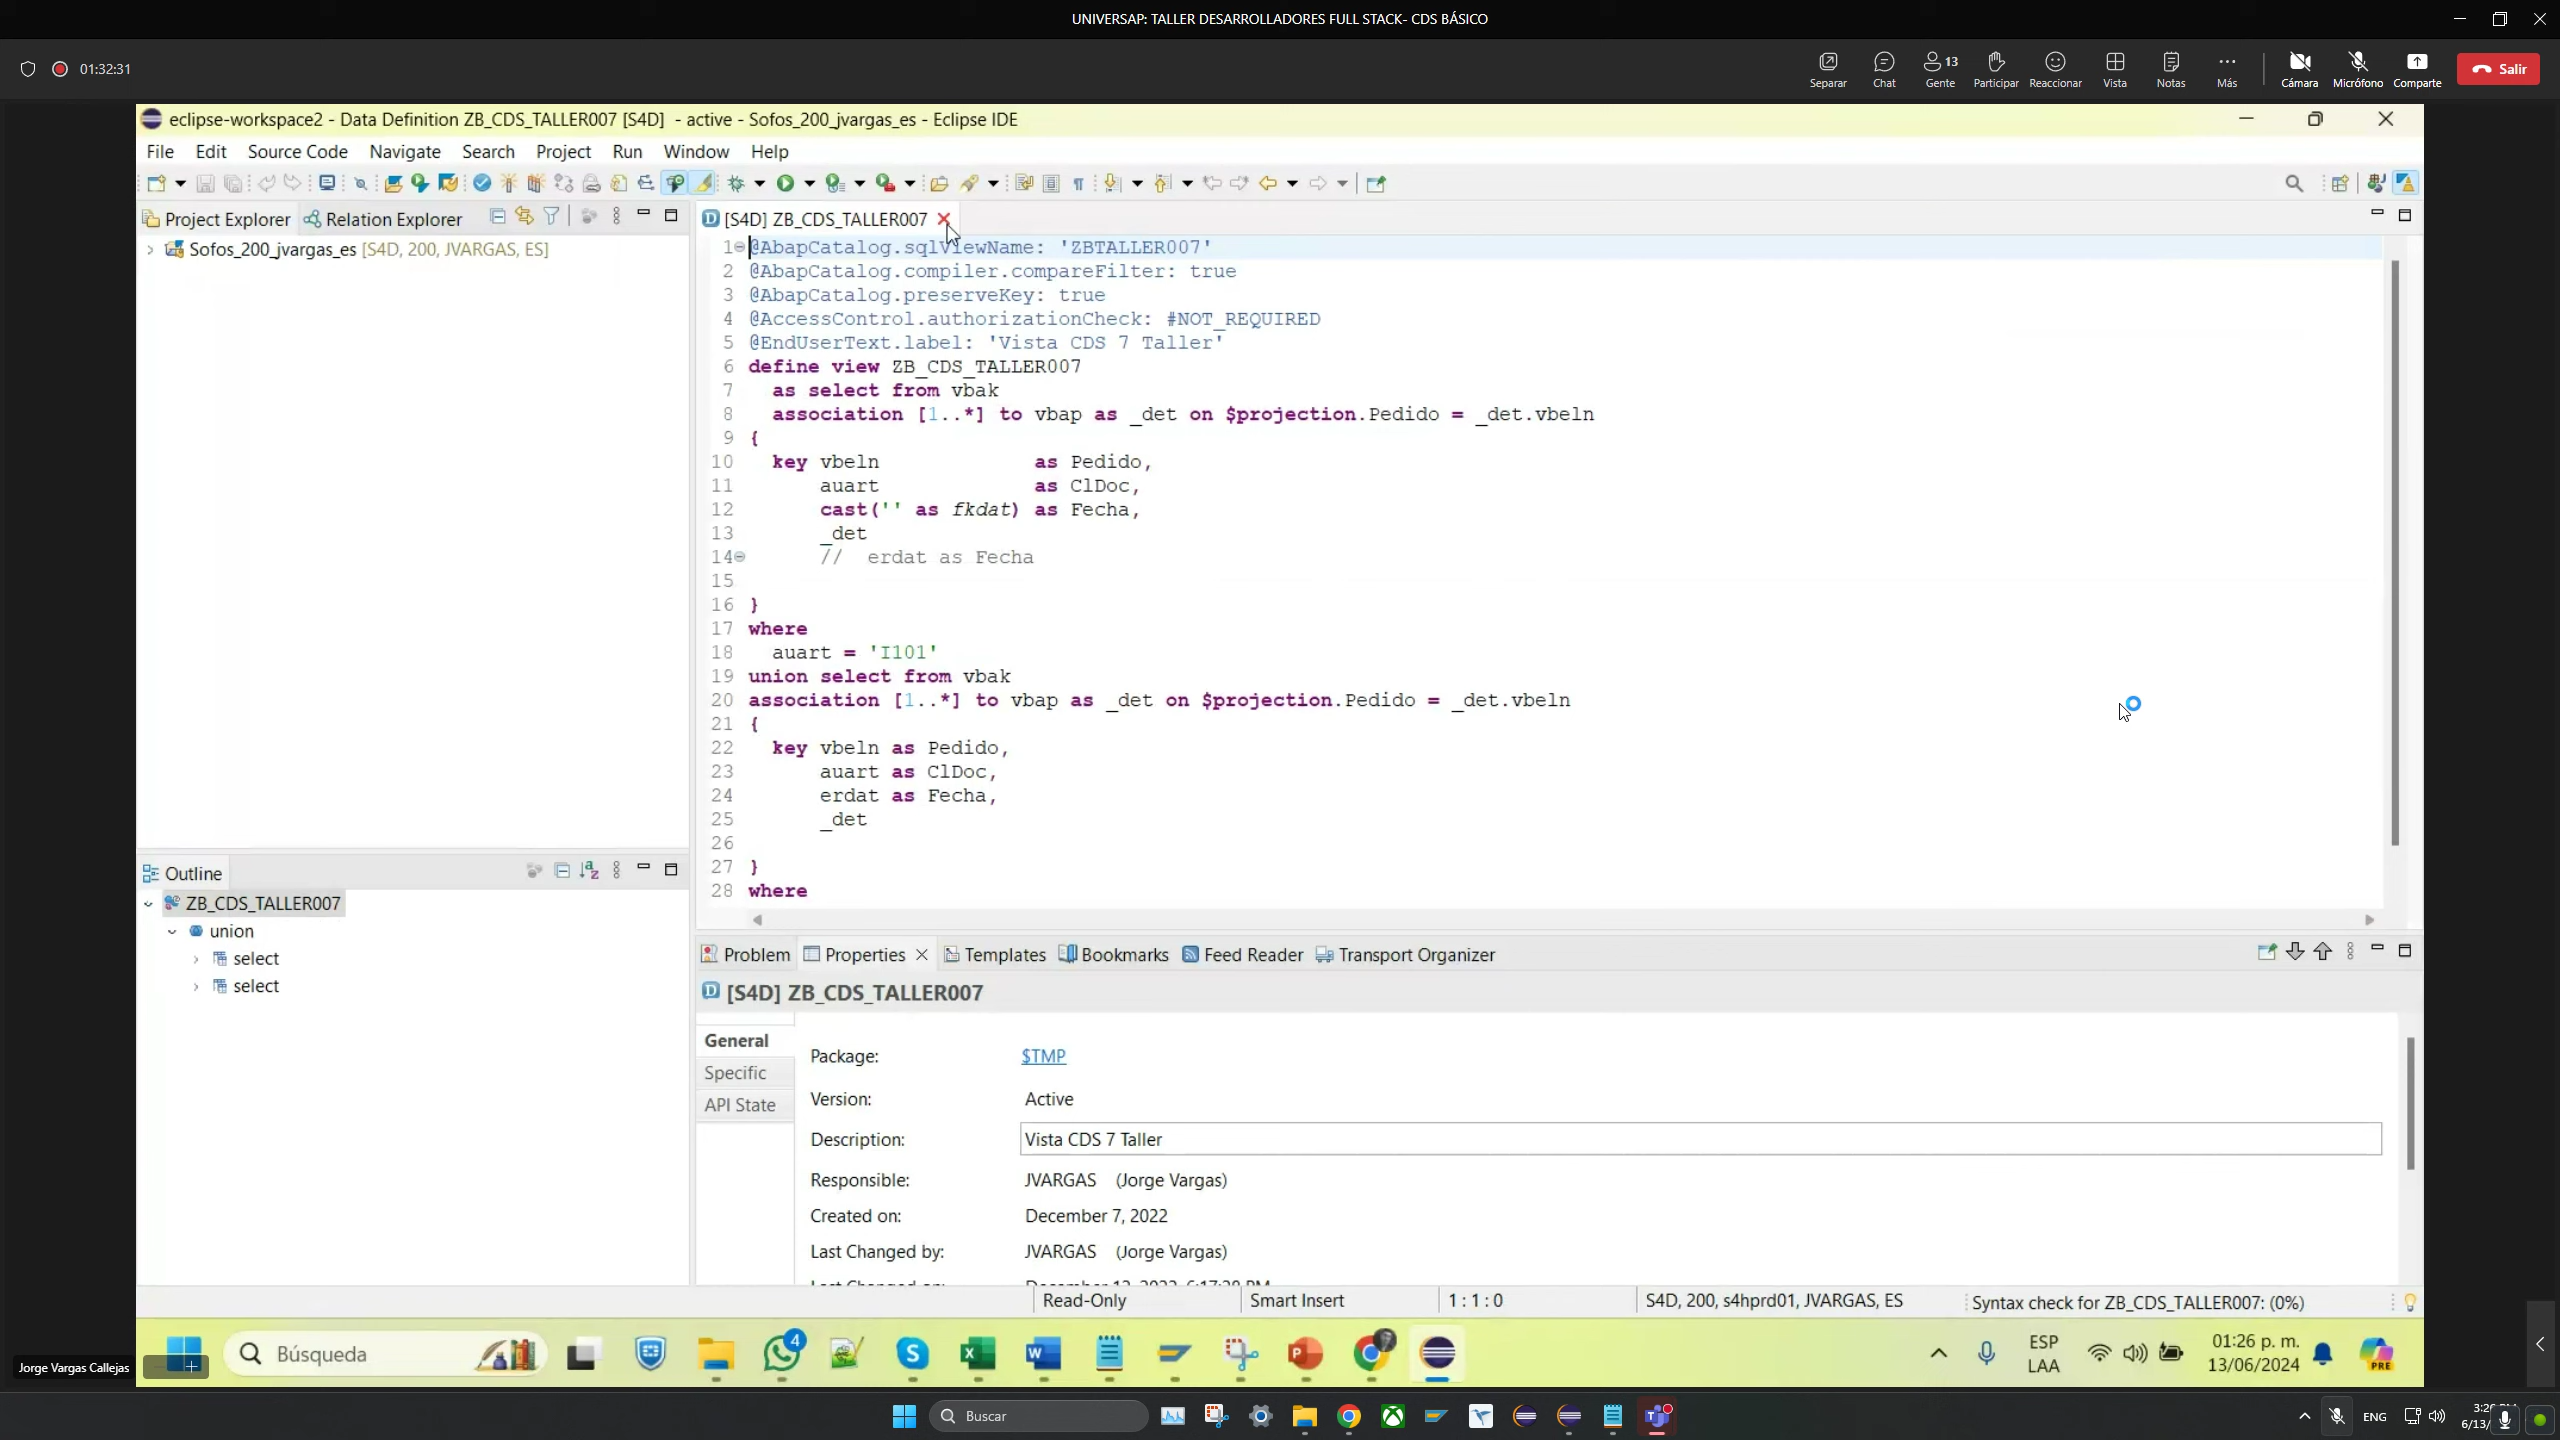 UNIVERSAP: TALLER DESARROLLADORES FULL STACK- CDS BÁSICO
01:32:31
Separar
Chat
13
Gente
Participar
Reaccionar
Vista
Notas
Más
Cámara
Micrófono
Comparte
Salir
eclipse-workspace2 - Data Definition ZB_CDS_TALLER007 [S4D] - active - Sofos_200_jvargas_es - Eclipse IDE
File Edit Source Code Navigate Search Project Run Window Help
Project Explorer
Relation Explorer
Sofos_200_jvargas_es [S4D, 200, JVARGAS, ES]
[S4D] ZB_CDS_TALLER007
1 @AbapCatalog.sqlViewName: 'ZBTALLER007'
2 @AbapCatalog.compiler.compareFilter: true
3 @AbapCatalog.preserveKey: true
4 @AccessControl.authorizationCheck: #NOT_REQUIRED
5 @EndUserText.label: 'Vista CDS 7 Taller'
6 define view ZB_CDS_TALLER007
7 as select from vbak
8 association [1..*] to vbap as _det on $projection.Pedido = _det.vbeln
9 {
10 key vbeln as Pedido,
11 auart as ClDoc,
12 cast('' as fkdat) as Fecha,
13 _det
14 // erdat as Fecha
15
16 }
17 where
18 auart = 'I101'
19 union select from vbak
20 association [1..*] to vbap as _det on $projection.Pedido = _det.vbeln
21 {
22 key vbeln as Pedido,
23 auart as ClDoc,
24 erdat as Fecha,
25 _det
26
27 }
28 where
Outline
ZB_CDS_TALLER007
union
select
select
Problem
Properties
Templates
Bookmarks
Feed Reader
Transport Organizer
[S4D] ZB_CDS_TALLER007
General
Specific
API State
Package: $TMP
Version: Active
Description: Vista CDS 7 Taller
Responsible: JVARGAS (Jorge Vargas)
Created on: December 7, 2022
Last Changed by: JVARGAS (Jorge Vargas)
Read-Only
Smart Insert
1 : 1 : 0
S4D, 200, s4hprd01, JVARGAS, ES
Syntax check for ZB_CDS_TALLER007: (0%)
Jorge Vargas Callejas
Búsqueda
4
ESP
LAA
01:26 p. m.
13/06/2024
PRE
Buscar
ENG